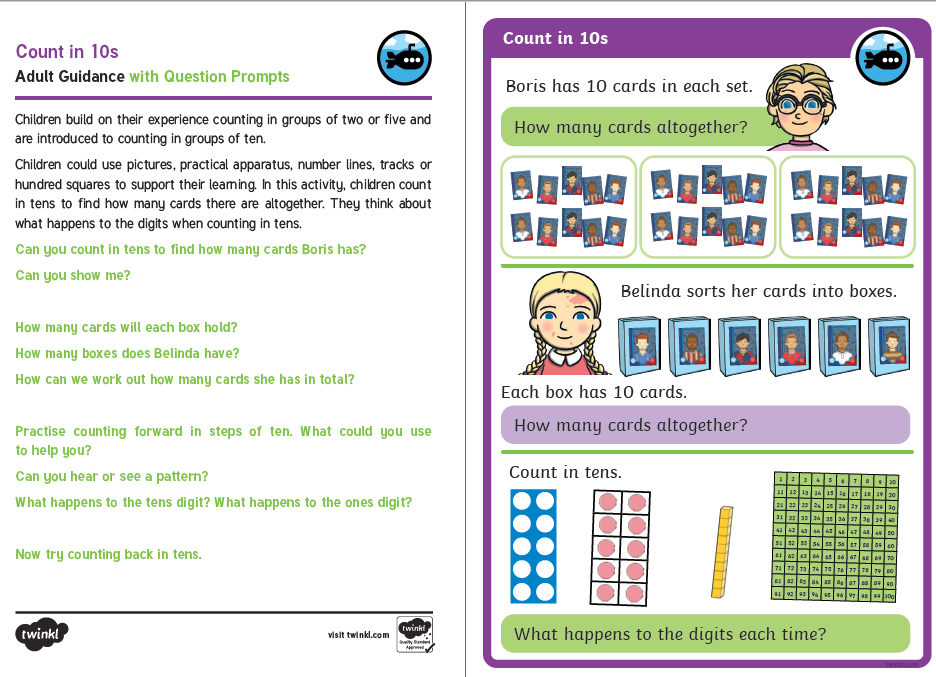 Count in 10s
Adult Guidance with Question Prompts
Children build on their experience counting in groups of two or five and
are introduced to counting in groups of ten.
Children could use pictures, practical apparatus, number lines, tracks or
hundred squares to support their learning. In this activity, children count
in tens to find how many cards there are altogether. They think about
what happens to the digits when counting in tens.
Can you count in tens to find how many cards Boris has?
Can you show me?
How many cards will each box hold?
How many boxes does Belinda have?
How can we work out how many cards she has in total?
Practise counting forward in steps of ten. What could you use
to help you?
Can you hear or see a pattern?
What happens to the tens digit? What happens to the ones digit?
Now try counting back in tens.
twinkl
visit twinkl.com
twinkl
Quality Standard
Approved
Count in 10s
Boris has 10 cards in each set.
How many cards altogether?
Belinda sorts her cards into boxes.
Each box has 10 cards.
How many cards altogether?
Count in tens.
1 2 3 4 5 6 7 8 9 10
11 12 13 14 15 16 17 18 19 20
21 22 23 24 25 26 27 28 29 30
31 32 33 34 35 36 37 38 39 40
41 42 43 44 45 46 47 48 49 50
51 52 53 54 55 56 57 58 59 60
61 62 63 64 65 66 67 68 69 70
71 72 73 74 75 76 77 78 79 80
81 82 83 84 85 86 87 88 89 90
91 92 93 94 95 96 97 98 99 100
What happens to the digits each time?
twinkl.com